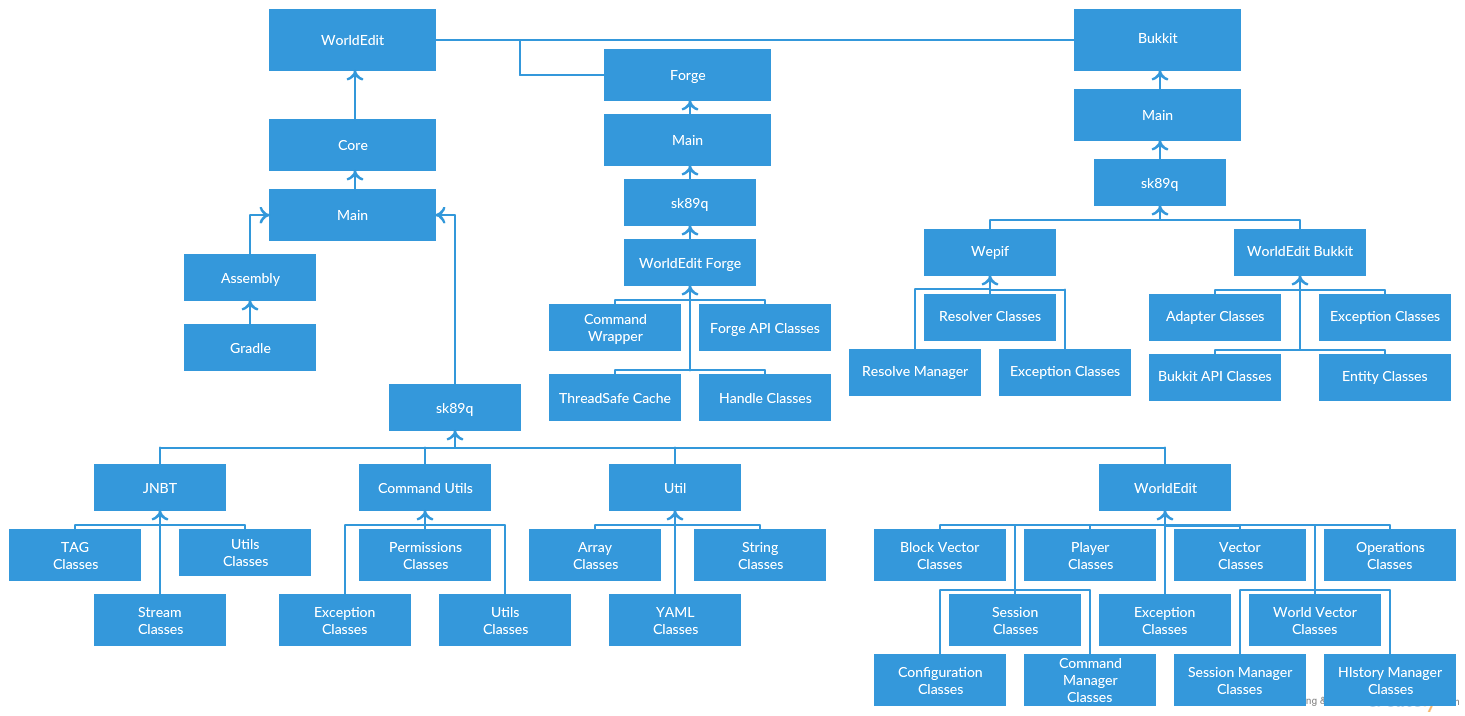 WorldEdit
Bukkit
Forge
Main
Core
Main
sk89q
Main
sk89q
WorldEdit Forge
Wepif
WorldEdit Bukkit
Assembly
Gradle
Command
Wrapper
Forge API Classes
Resolver Classes
Adapter Classes
Exception Classes
Resolve Manager
Exception Classes
Bukkit API Classes
Entity Classes
ThreadSafe Cache
Handle Classes
sk89q
JNBT
Command Utils
Util
WorldEdit
TAG
Classes
Utils
Classes
Permissions
Classes
Array
Classes
String
Classes
Block Vector
Classes
Player
Classes
Vector
Classes
Operations
Classes
Stream
Classes
Exception
Classes
Utils
Classes
YAML
Classes
Session
Classes
Exception
Classes
World Vector
Classes
Configuration
Classes
Command
Manager
Classes
Session Manager
Classes
HIstory Manager
Classes